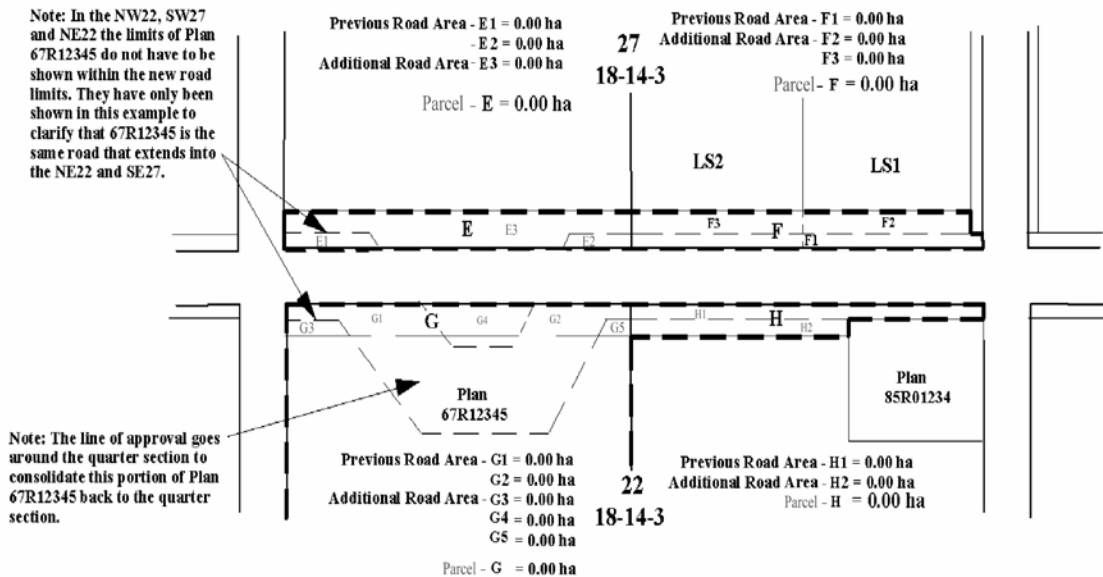 Note: In the NW22, SW27
and NE22 the limits of Plan
67R12345 do not have to be
shown within the new road
limits. They have only been
shown in this example to
clarify that 67R12345 is the
same road that extends into
the NE22 and SE27.
Previous Road Area - E1 = 0.00 ha
- E2 = 0.00 ha
Additional Road Area - E3 = 0.00 ha
Parcel - E = 0.00 ha
27
18-14-3
Previous Road Area - F1 = 0.00 ha
Additional Road Area - F2 = 0.00 ha
F3 = 0.00 ha
Parcel - F = 0.00 ha
LS2
LS1
E1
E
E3
E2
F3
F
F1
F2
G3
G1
G
G4
G2
G5
H1
H
H2
Plan
67R12345
Plan
85R01234
Note: The line of approval goes
around the quarter section to
consolidate this portion of Plan
67R12345 back to the quarter
section.
Previous Road Area - G1 = 0.00 ha
G2 = 0.00 ha
Additional Road Area - G3 = 0.00 ha
G4 = 0.00 ha
G5 = 0.00 ha
Parcel - G = 0.00 ha
22
18-14-3
Previous Road Area - H1 = 0.00 ha
Additional Road Area - H2 = 0.00 ha
Parcel - H = 0.00 ha